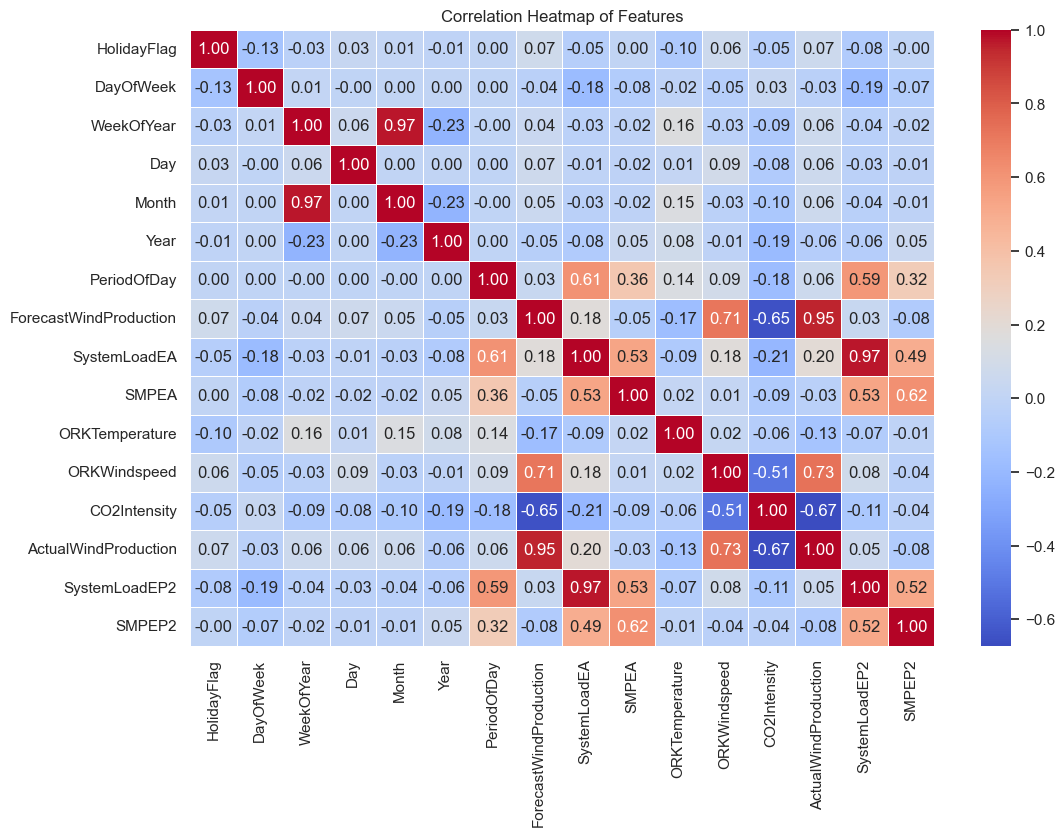 Correlation Heatmap of Features
HolidayFlag 1.00 -0.13 -0.03 0.03 0.01 -0.01 0.00 0.07 -0.05 0.00 -0.10 0.06 -0.05 0.07 -0.08 -0.00
DayOfWeek -0.13 1.00 0.01 -0.00 0.00 0.00 0.00 -0.04 -0.18 -0.08 -0.02 -0.05 0.03 -0.03 -0.19 -0.07
WeekOfYear -0.03 0.01 1.00 0.06 0.97 -0.23 -0.00 0.04 -0.03 -0.02 0.16 -0.03 -0.09 0.06 -0.04 -0.02
Day 0.03 -0.00 0.06 1.00 0.00 0.00 0.00 0.07 -0.01 -0.02 0.01 0.09 -0.08 0.06 -0.03 -0.01
Month 0.01 0.00 0.97 0.00 1.00 -0.23 -0.00 0.05 -0.03 -0.02 0.15 -0.03 -0.10 0.06 -0.04 -0.01
Year -0.01 0.00 -0.23 0.00 -0.23 1.00 0.00 -0.05 -0.08 0.05 0.08 -0.01 -0.19 -0.06 -0.06 0.05
PeriodOfDay 0.00 0.00 -0.00 0.00 -0.00 0.00 1.00 0.03 0.61 0.36 0.14 0.09 -0.18 0.06 0.59 0.32
ForecastWindProduction 0.07 -0.04 0.04 0.07 0.05 -0.05 0.03 1.00 0.18 -0.05 -0.17 0.71 -0.65 0.95 0.03 -0.08
SystemLoadEA -0.05 -0.18 -0.03 -0.01 -0.03 -0.08 0.61 0.18 1.00 0.53 -0.09 0.18 -0.21 0.20 0.97 0.49
SMPEA 0.00 -0.08 -0.02 -0.02 -0.02 0.05 0.36 -0.05 0.53 1.00 0.02 0.01 -0.09 -0.03 0.53 0.62
ORKTemperature -0.10 -0.02 0.16 0.01 0.15 0.08 0.14 -0.17 -0.09 0.02 1.00 0.02 -0.06 -0.13 -0.07 -0.01
ORKWindspeed 0.06 -0.05 -0.03 0.09 -0.03 -0.01 0.09 0.71 0.18 0.01 0.02 1.00 -0.51 0.73 0.08 -0.04
CO2Intensity -0.05 0.03 -0.09 -0.08 -0.10 -0.19 -0.18 -0.65 -0.21 -0.09 -0.06 -0.51 1.00 -0.67 -0.11 -0.04
ActualWindProduction 0.07 -0.03 0.06 0.06 0.06 -0.06 0.06 0.95 0.20 -0.03 -0.13 0.73 -0.67 1.00 0.05 -0.08
SystemLoadEP2 -0.08 -0.19 -0.04 -0.03 -0.04 -0.06 0.59 0.03 0.97 0.53 -0.07 0.08 -0.11 0.05 1.00 0.52
SMPEP2 -0.00 -0.07 -0.02 -0.01 -0.01 0.05 0.32 -0.08 0.49 0.62 -0.01 -0.04 -0.04 -0.08 0.52 1.00
HolidayFlag
DayOfWeek
WeekOfYear
Day
Month
Year
PeriodOfDay
ForecastWindProduction
SystemLoadEA
SMPEA
ORKTemperature
ORKWindspeed
CO2Intensity
ActualWindProduction
SystemLoadEP2
SMPEP2
1.0
0.8
0.6
0.4
0.2
0.0
−0.2
−0.4
−0.6